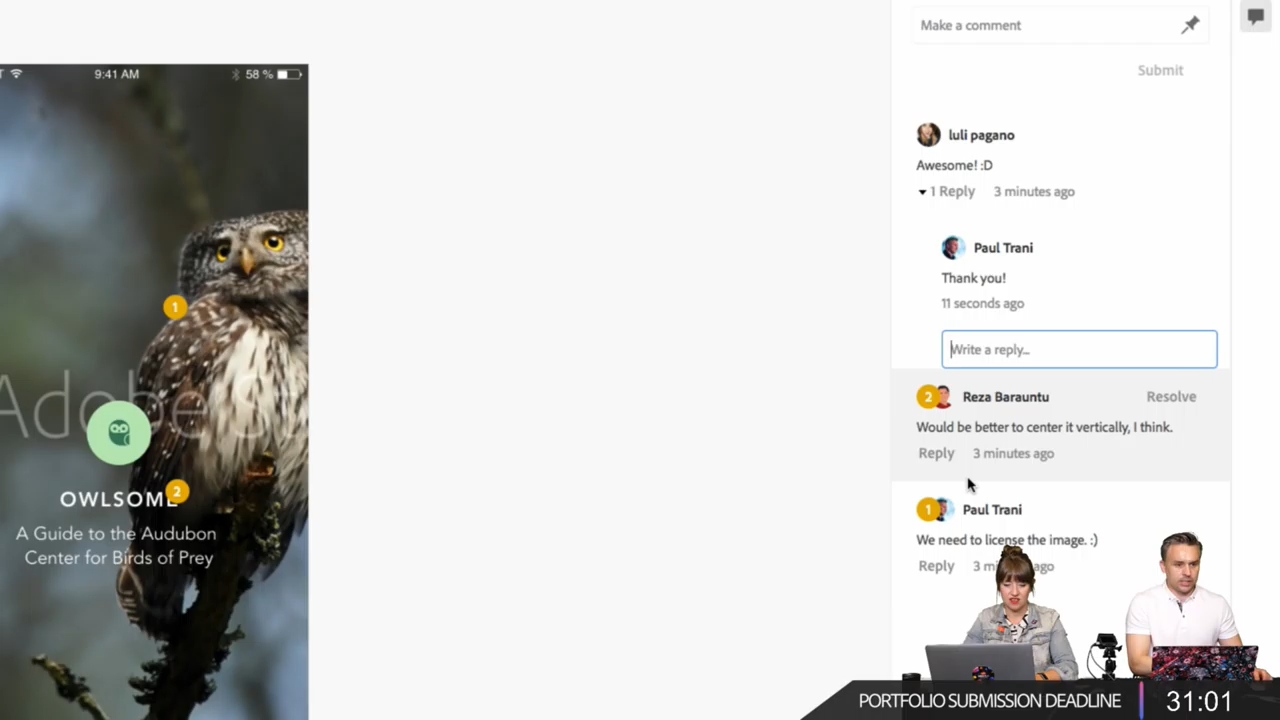 9:41 AM
58 %
Adobe St
1
2
OWLSOME
A Guide to the Audubon
Center for Birds of Prey
Make a comment
Submit
luli pagano
Awesome! :D
1 Reply 3 minutes ago
Paul Trani
Thank you!
11 seconds ago
Write a reply...
2 Reza Barauntu Resolve
Would be better to center it vertically, I think.
Reply 3 minutes ago
1 Paul Trani
We need to license the image. :)
Reply ago
PORTFOLIO SUBMISSION DEADLINE 31:01